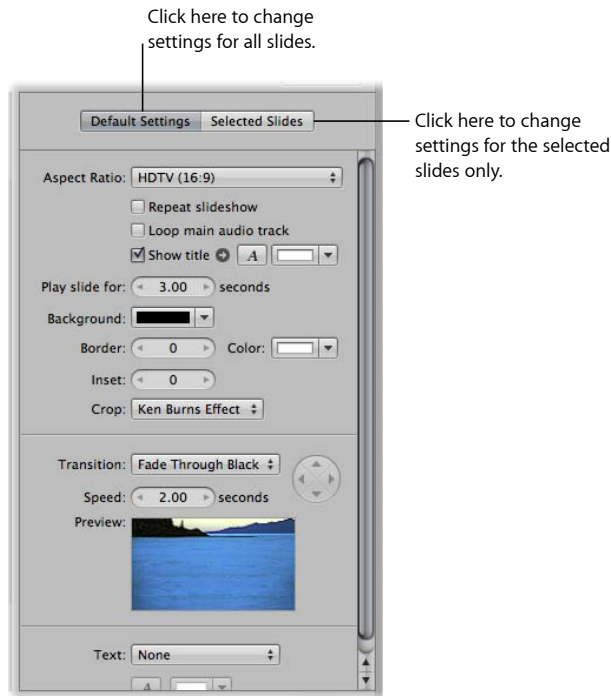 Click here to change
settings for all slides.
Default Settings Selected Slides
Click here to change
settings for the selected
slides only.
Aspect Ratio: HDTV (16:9)
Repeat slideshow
Loop main audio track
Show title A
Play slide for: 3.00 seconds
Background:
Border: 0 Color:
Inset: 0
Crop: Ken Burns Effect
Transition: Fade Through Black
Speed: 2.00 seconds
Preview:
Text: None
A